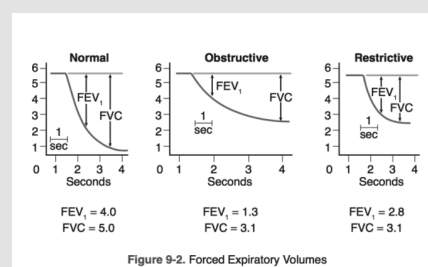 Normal
6
5
4
3
2
1
0
FEV₁
FVC
1
sec
1 2 3 4
Seconds
FEV₁ = 4.0
FVC = 5.0
Obstructive
6
5
4
3
2
1
0
FEV₁
FVC
1
sec
1 2 3 4
Seconds
FEV₁ = 1.3
FVC = 3.1
Restrictive
6
5
4
3
2
1
0
FEV₁
FVC
1
sec
1 2 3 4
Seconds
FEV₁ = 2.8
FVC = 3.1
Figure 9-2. Forced Expiratory Volumes